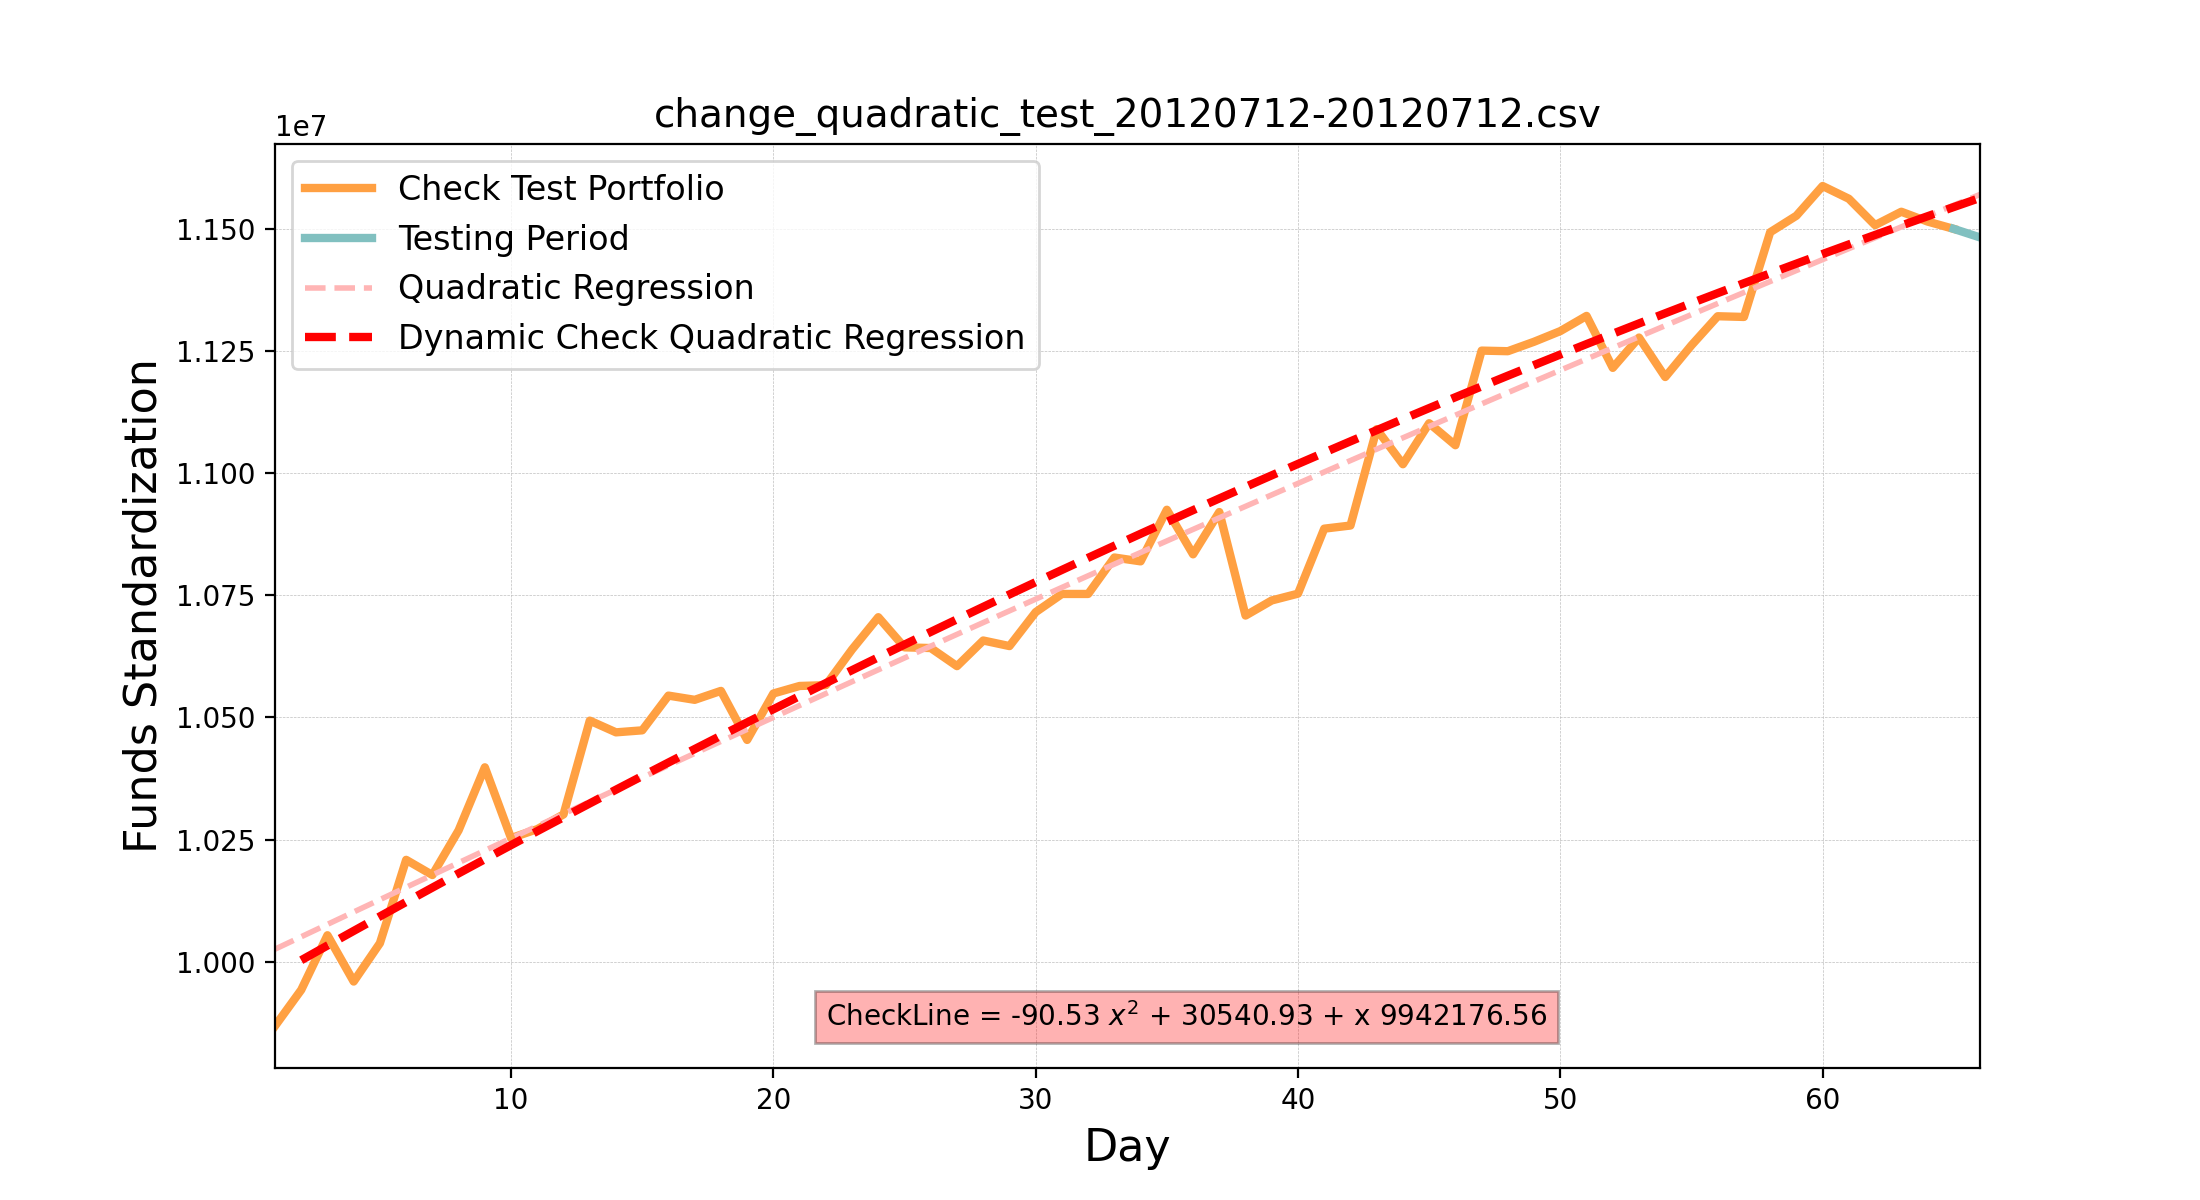 change_quadratic_test_20120712-20120712.csv
1e7
Check Test Portfolio
Testing Period
Quadratic Regression
Dynamic Check Quadratic Regression
1.150
1.125
1.100
1.075
1.050
1.025
1.000
Funds Standardization
CheckLine = -90.53 x² + 30540.93 + x 9942176.56
10 20 30 40 50 60
Day